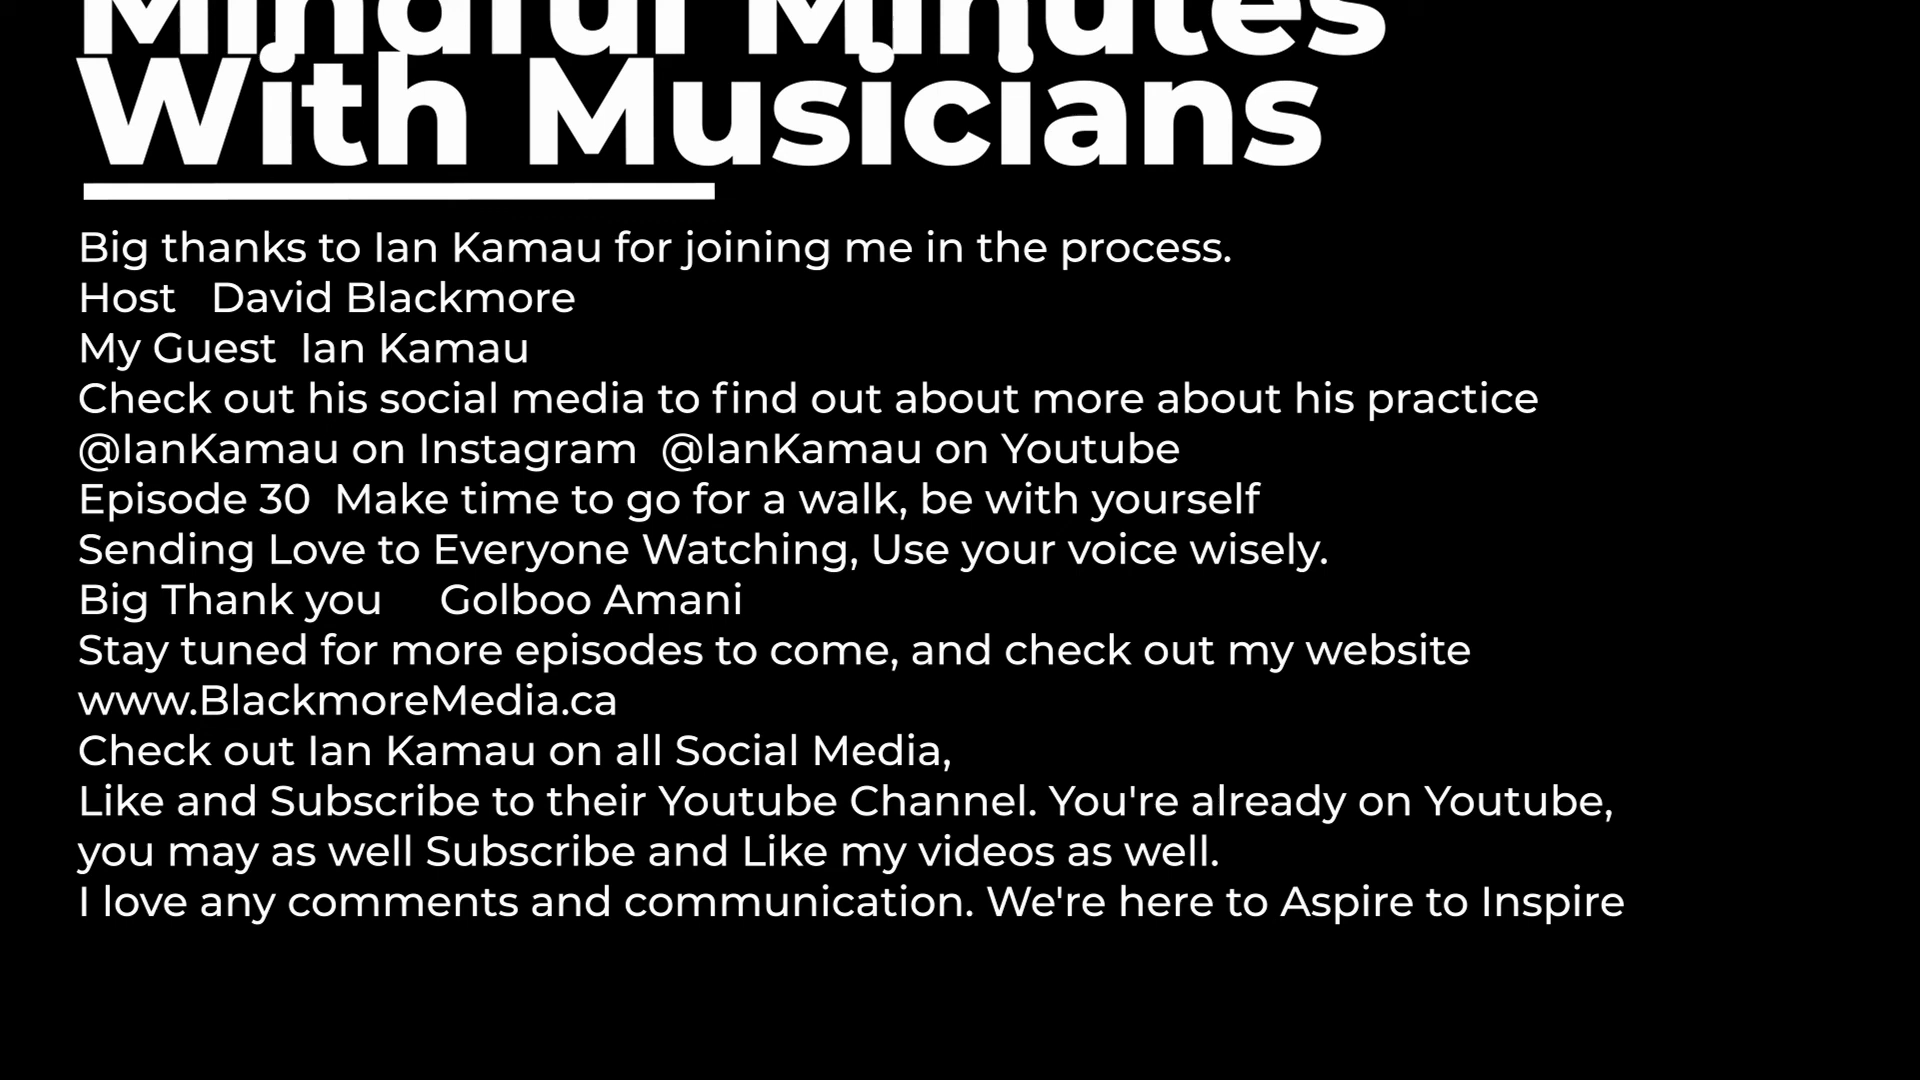 Mindful Minutes
With Musicians
Big thanks to Ian Kamau for joining me in the process.
Host   David Blackmore
My Guest  Ian Kamau
Check out his social media to find out about more about his practice
@IanKamau on Instagram  @IanKamau on Youtube
Episode 30  Make time to go for a walk, be with yourself
Sending Love to Everyone Watching, Use your voice wisely.
Big Thank you     Golboo Amani
Stay tuned for more episodes to come, and check out my website
www.BlackmoreMedia.ca
Check out Ian Kamau on all Social Media,
Like and Subscribe to their Youtube Channel. You're already on Youtube,
you may as well Subscribe and Like my videos as well.
I love any comments and communication. We're here to Aspire to Inspire